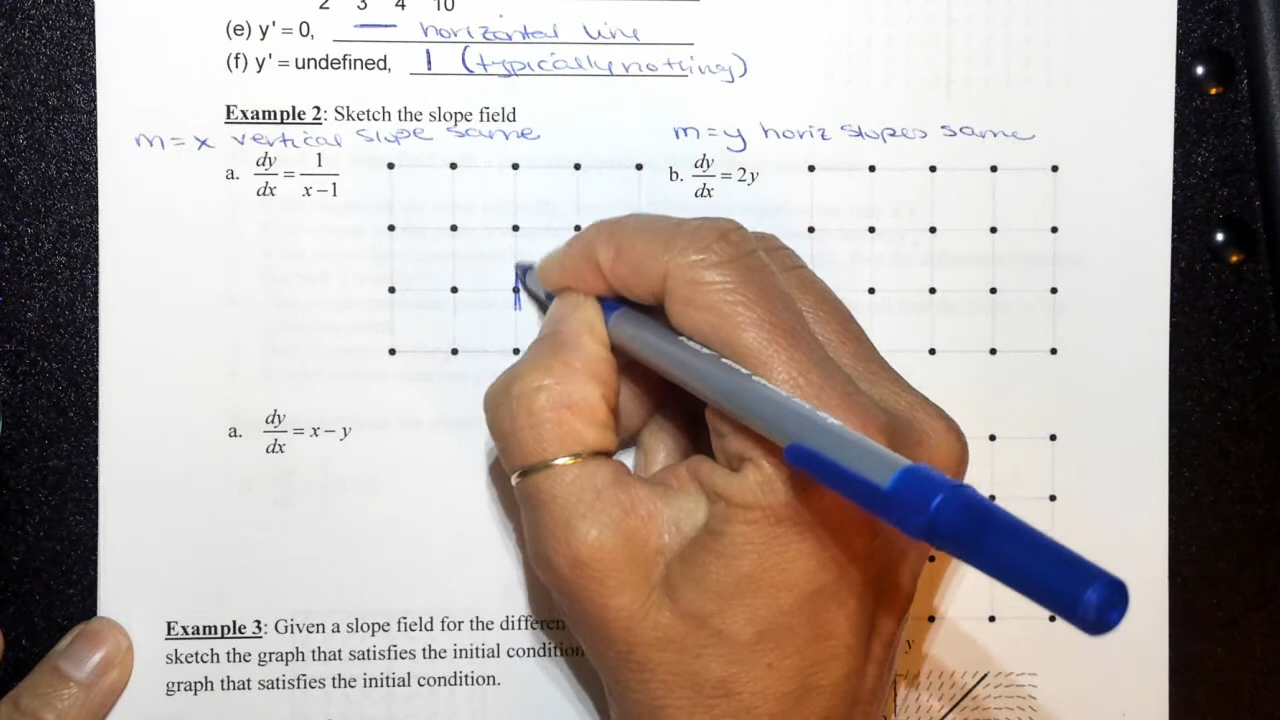 2 3 4 10
(e) y' = 0, — horizontal line
(f) y' = undefined, | (typically nothing)
Example 2: Sketch the slope field
m = x vertical slope same
m = y horiz slopes same
a. dy/dx = 1/(x−1)
b. dy/dx = 2y
a. dy/dx = x − y
Example 3: Given a slope field for the
sketch the graph that satisfies the initial condition
graph that satisfies the initial condition.
y